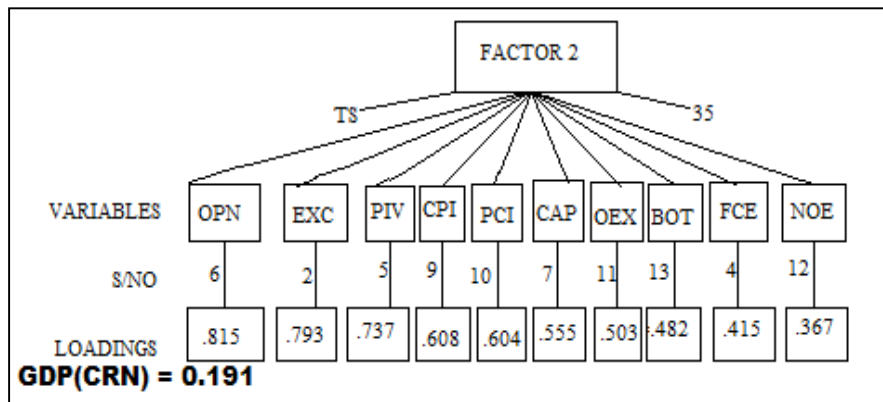 FACTOR 2
TS 35
VARIABLES OPN EXC PIV CPI PCI CAP OEX BOT FCE NOE
S/NO 6 2 5 9 10 7 11 13 4 12
LOADINGS .815 .793 .737 .608 .604 .555 .503 -.482 .415 .367
GDP(CRN) = 0.191